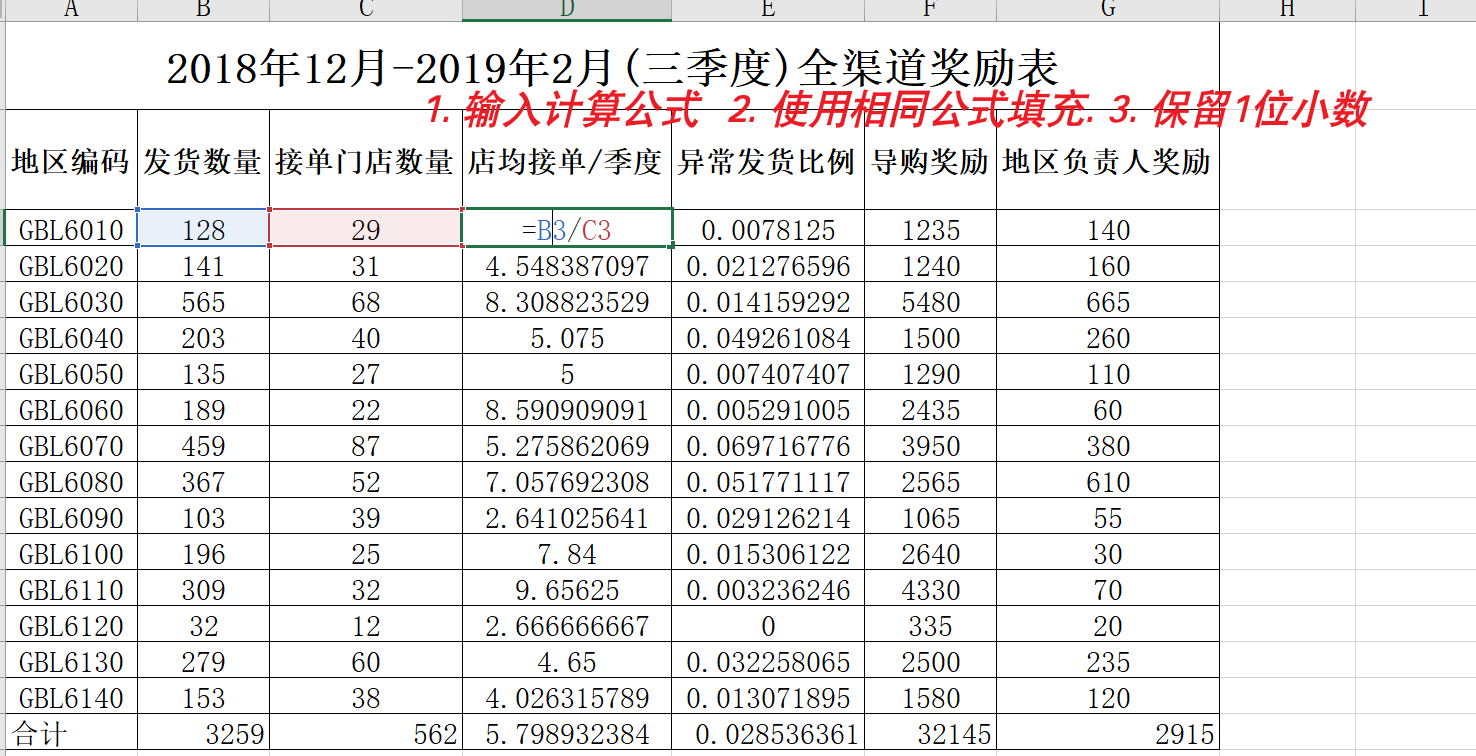 A B C D E F G H I
2018年12月-2019年2月(三季度)全渠道奖励表
1. 输入计算公式 2. 使用相同公式填充. 3. 保留1位小数
地区编码 发货数量 接单门店数量 店均接单/季度 异常发货比例 导购奖励 地区负责人奖励
GBL6010 128 29 =B3/C3 0.0078125 1235 140
GBL6020 141 31 4.548387097 0.021276596 1240 160
GBL6030 565 68 8.308823529 0.014159292 5480 665
GBL6040 203 40 5.075 0.049261084 1500 260
GBL6050 135 27 5 0.007407407 1290 110
GBL6060 189 22 8.590909091 0.005291005 2435 60
GBL6070 459 87 5.275862069 0.069716776 3950 380
GBL6080 367 52 7.057692308 0.051771117 2565 610
GBL6090 103 39 2.641025641 0.029126214 1065 55
GBL6100 196 25 7.84 0.015306122 2640 30
GBL6110 309 32 9.65625 0.003236246 4330 70
GBL6120 32 12 2.666666667 0 335 20
GBL6130 279 60 4.65 0.032258065 2500 235
GBL6140 153 38 4.026315789 0.013071895 1580 120
合计 3259 562 5.798932384 0.028536361 32145 2915